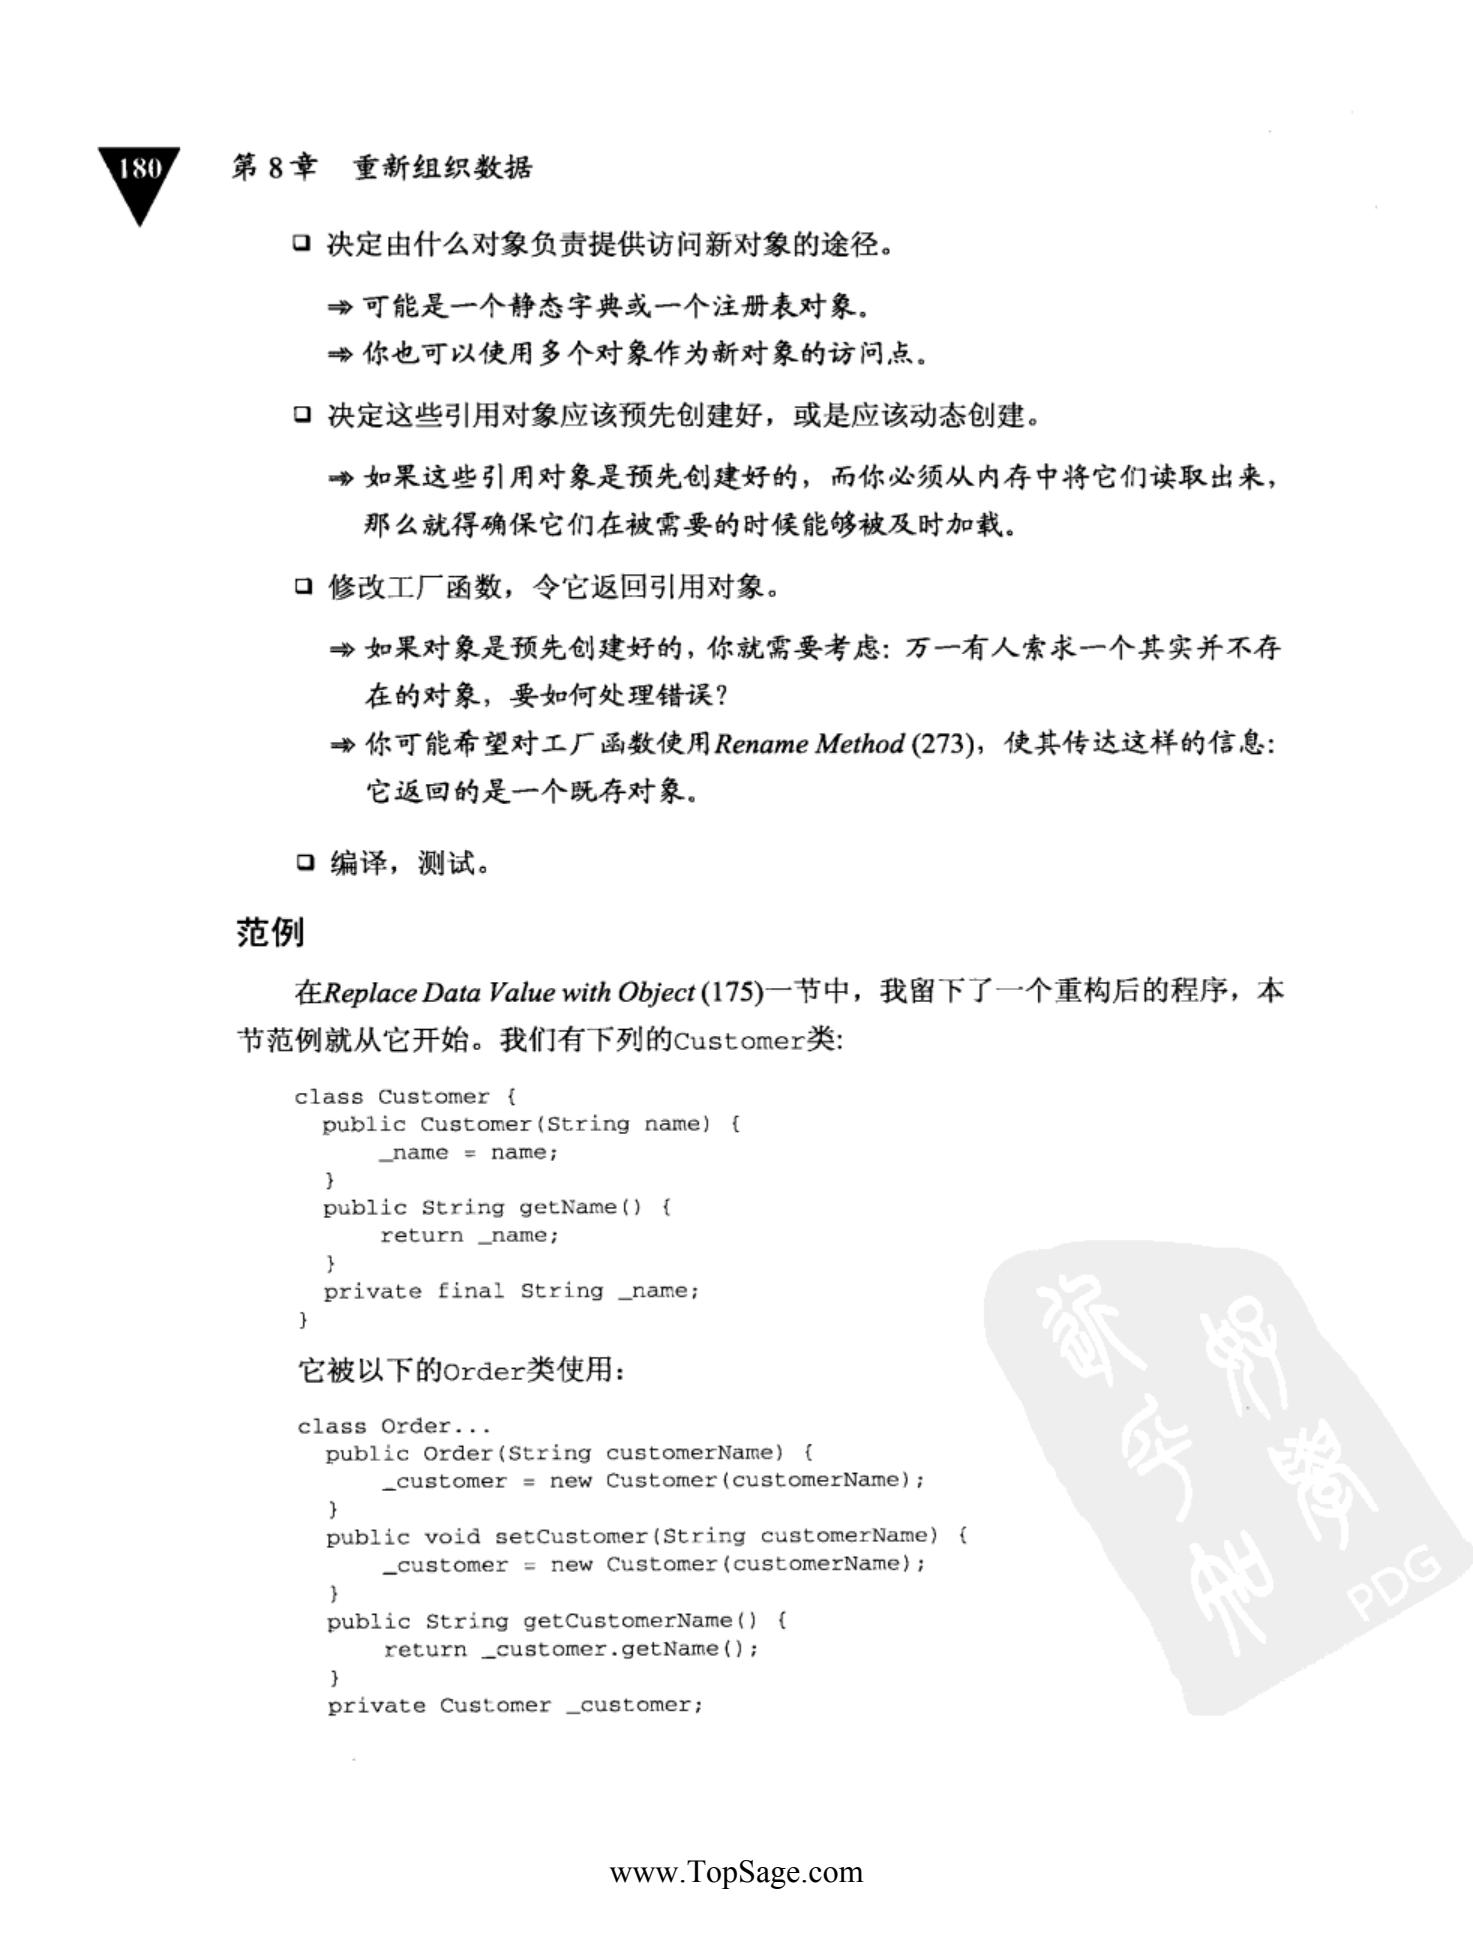 180
第 8 章 重新组织数据
❑ 决定由什么对象负责提供访问新对象的途径。
⇒ 可能是一个静态字典或一个注册表对象。
⇒ 你也可以使用多个对象作为新对象的访问点。
❑ 决定这些引用对象应该预先创建好，或是应该动态创建。
⇒ 如果这些引用对象是预先创建好的，而你必须从内存中将它们读取出来，
那么就得确保它们在被需要的时候能够被及时加载。
❑ 修改工厂函数，令它返回引用对象。
⇒ 如果对象是预先创建好的，你就需要考虑：万一有人索求一个其实并不存
在的对象，要如何处理错误？
⇒ 你可能希望对工厂函数使用Rename Method (273)，使其传达这样的信息：
它返回的是一个既存对象。
❑ 编译，测试。
范例
在Replace Data Value with Object (175)一节中，我留下了一个重构后的程序，本
节范例就从它开始。我们有下列的Customer类：
class Customer {
public Customer(String name) {
_name = name;
}
public String getName() {
return _name;
}
private final String _name;
}
它被以下的Order类使用：
class Order...
public Order(String customerName) {
_customer = new Customer(customerName);
}
public void setCustomer(String customerName) {
_customer = new Customer(customerName);
}
public String getCustomerName() {
return _customer.getName();
}
private Customer _customer;
PDG
www.TopSage.com